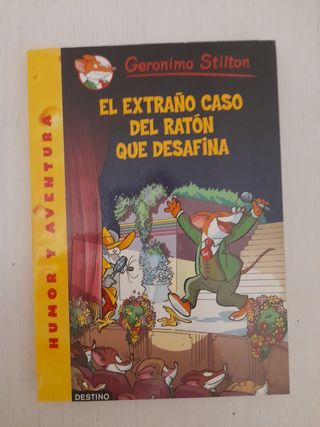 Geronimo Stilton
EL EXTRAÑO CASO
DEL RATÓN
QUE DESAFINA
HUMOR Y AVENTURA
DESTINO